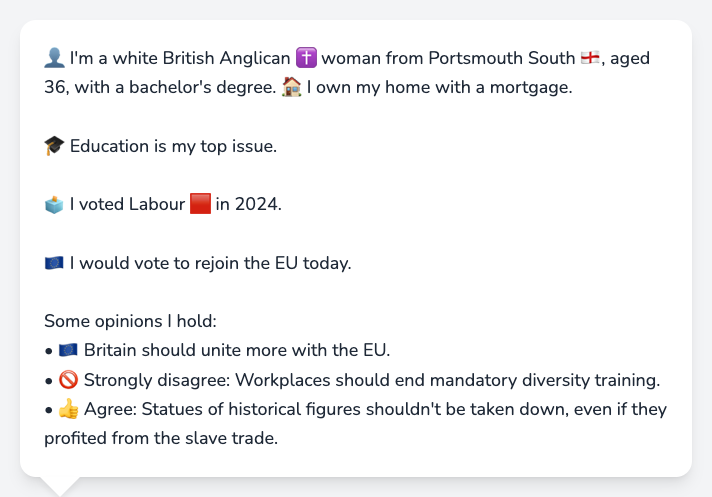 👤 I'm a white British Anglican ✝️ woman from Portsmouth South 🏴󠁧󠁢󠁥󠁮󠁧󠁿, aged
36, with a bachelor's degree. 🏠 I own my home with a mortgage.
🎓 Education is my top issue.
🗳️ I voted Labour 🟥 in 2024.
🇪🇺 I would vote to rejoin the EU today.
Some opinions I hold:
• 🇪🇺 Britain should unite more with the EU.
• 🚫 Strongly disagree: Workplaces should end mandatory diversity training.
• 👍 Agree: Statues of historical figures shouldn't be taken down, even if they
profited from the slave trade.